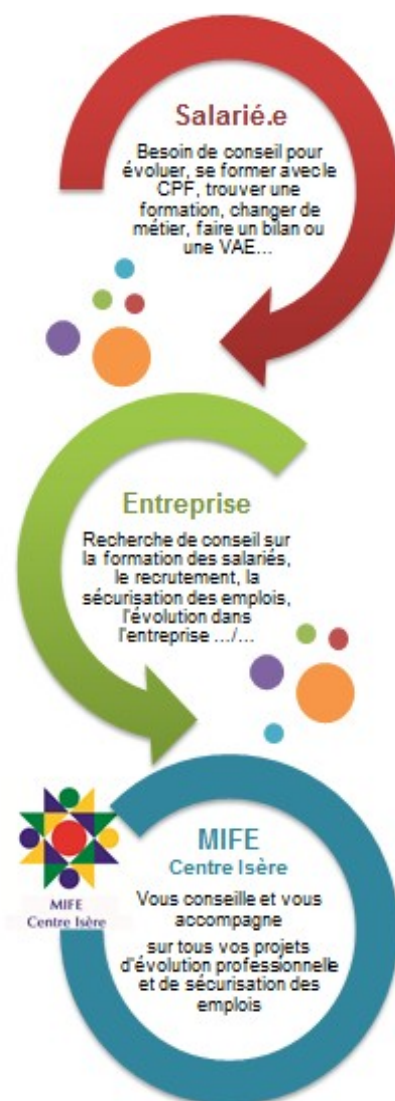 Salarié.e
Besoin de conseil pour
évoluer, se former avec le
CPF, trouver une
formation, changer de
métier, faire un bilan ou
une VAE...
Entreprise
Recherche de conseil sur
la formation des salariés,
le recrutement, la
sécurisation des emplois,
l'évolution dans
l'entreprise .../...
MIFE
Centre Isère
MIFE
Centre Isère
Vous conseille et vous
accompagne
sur tous vos projets
d'évolution professionnelle
et de sécurisation des
emplois